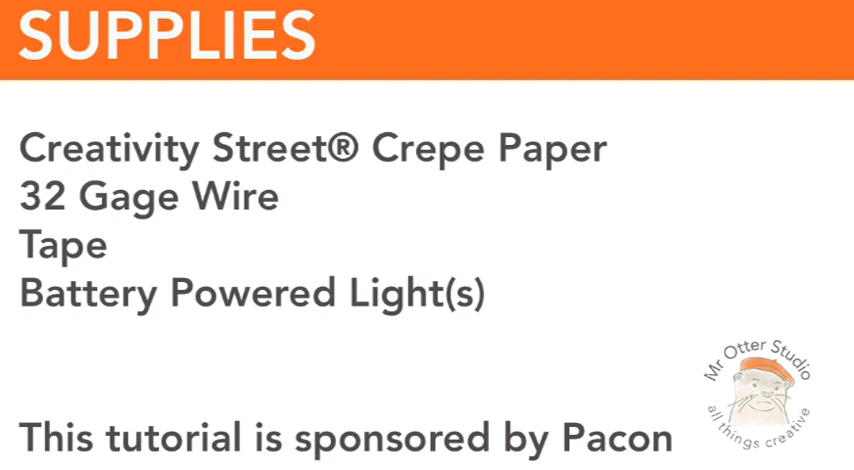 SUPPLIES
Creativity Street® Crepe Paper
32 Gage Wire
Tape
Battery Powered Light(s)
Mr Otter Studio
all things creative
This tutorial is sponsored by Pacon